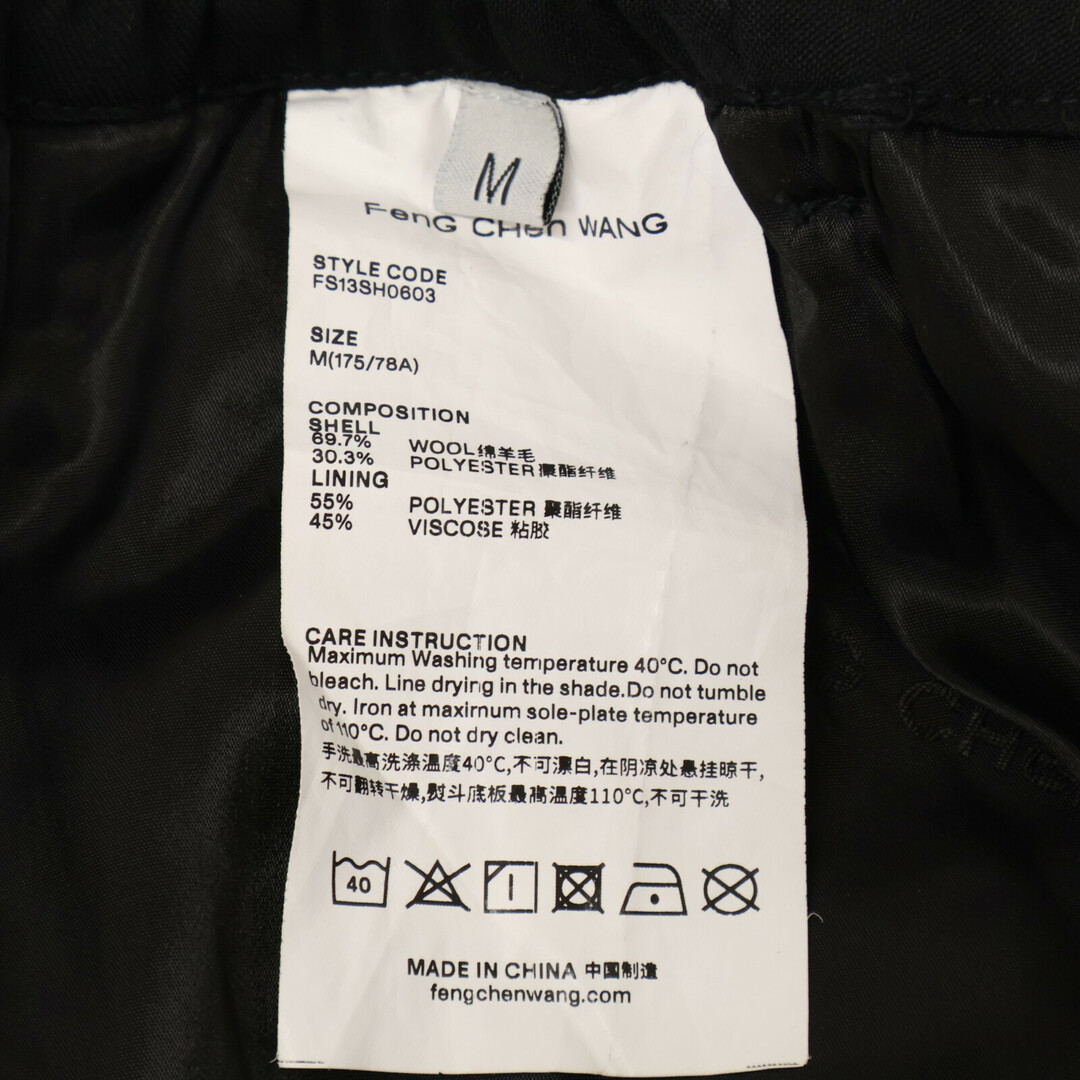 M
FenG CHen WANG
STYLE CODE
FS13SH0603
SIZE
M(175/78A)
COMPOSITION
SHELL
69.7% WOOL绵羊毛
30.3% POLYESTER聚酯纤维
LINING
55% POLYESTER 聚酯纤维
45% VISCOSE 粘胶
CARE INSTRUCTION
Maximum Washing temperature 40°C. Do not
bleach. Line drying in the shade.Do not tumble
dry. Iron at maximum sole-plate temperature
of 110°C. Do not dry clean.
手洗最高洗涤温度40°C,不可漂白,在阴凉处悬挂晾干,
不可翻转干燥,熨斗底板最高温度110°C,不可干洗
40
MADE IN CHINA 中国制造
fengchenwang.com